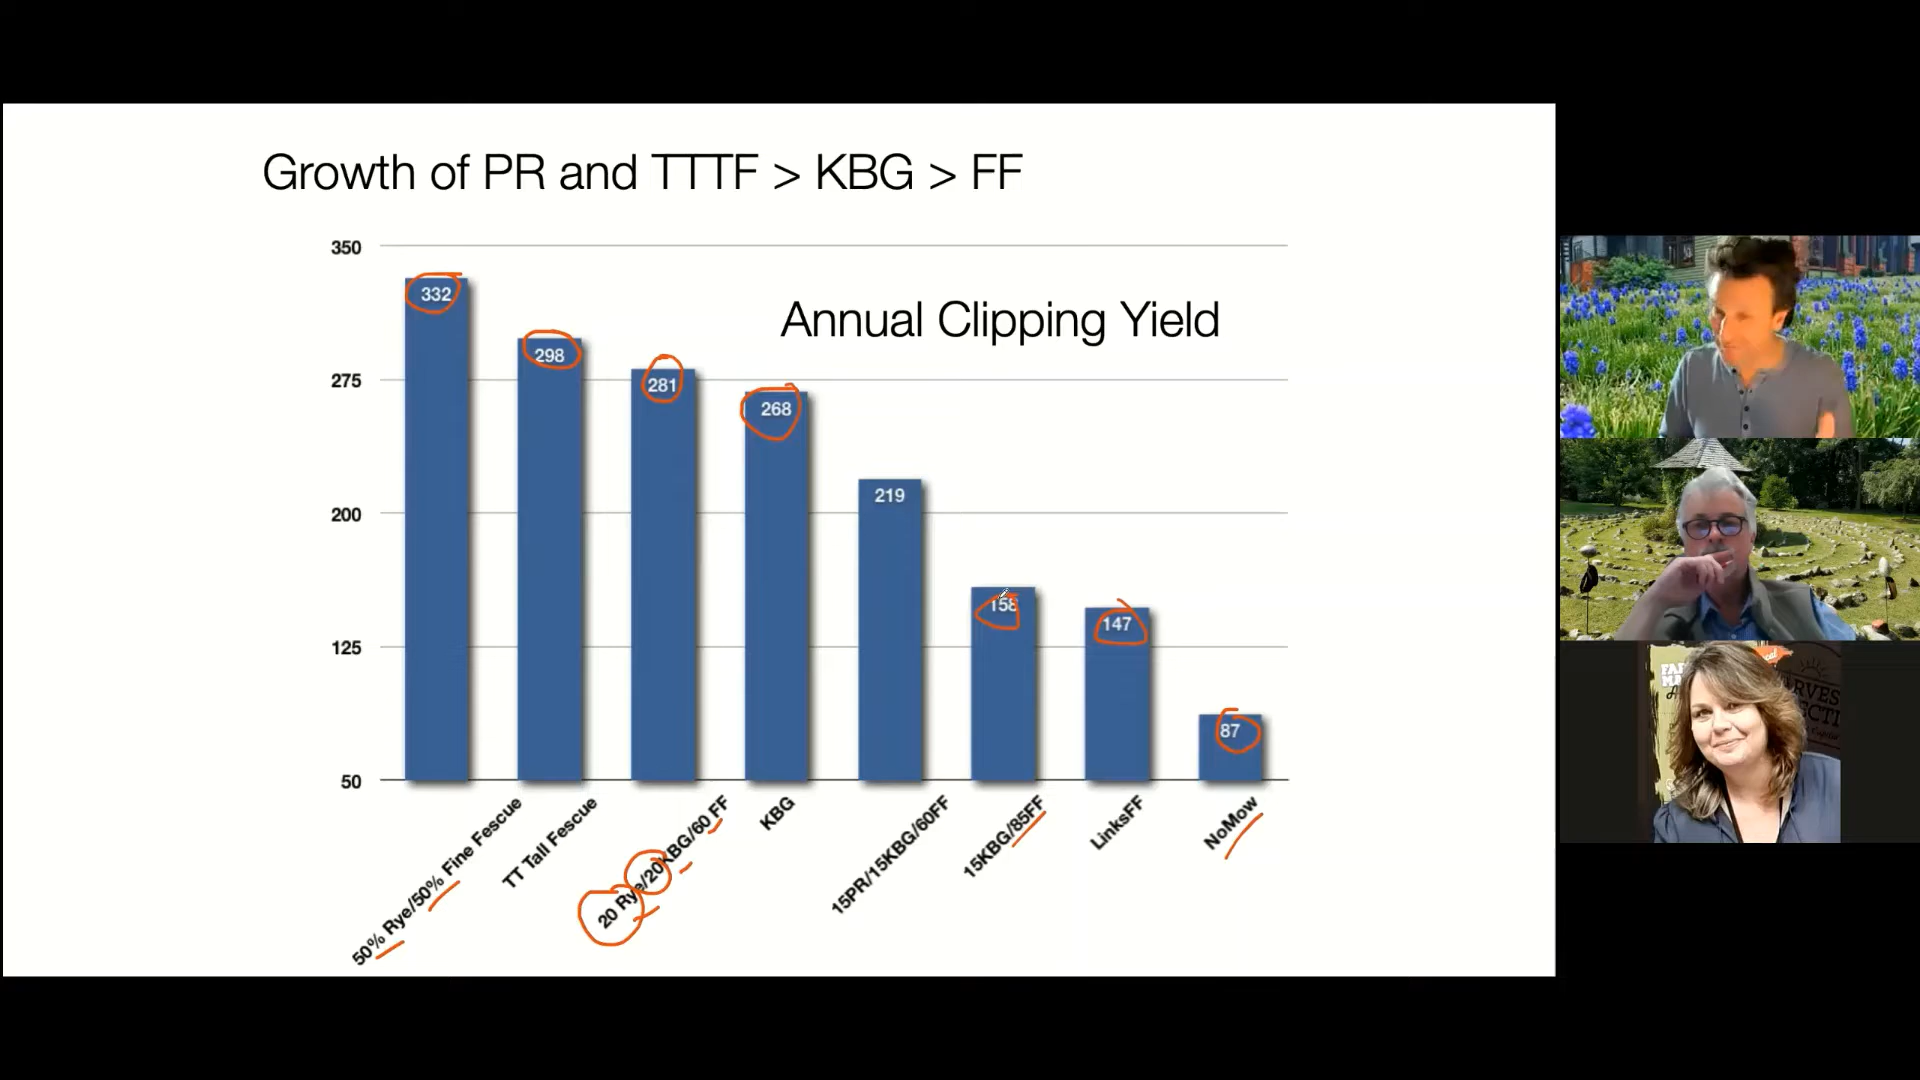 Growth of PR and TTTF > KBG > FF
Annual Clipping Yield
350
275
200
125
50
332
298
281
268
219
158
147
87
50% Rye/50% Fine Fescue
TT Tall Fescue
20 Rye/20KBG/60 FF
KBG
15PR/15KBG/60FF
15KBG/85FF
LinksFF
NoMow